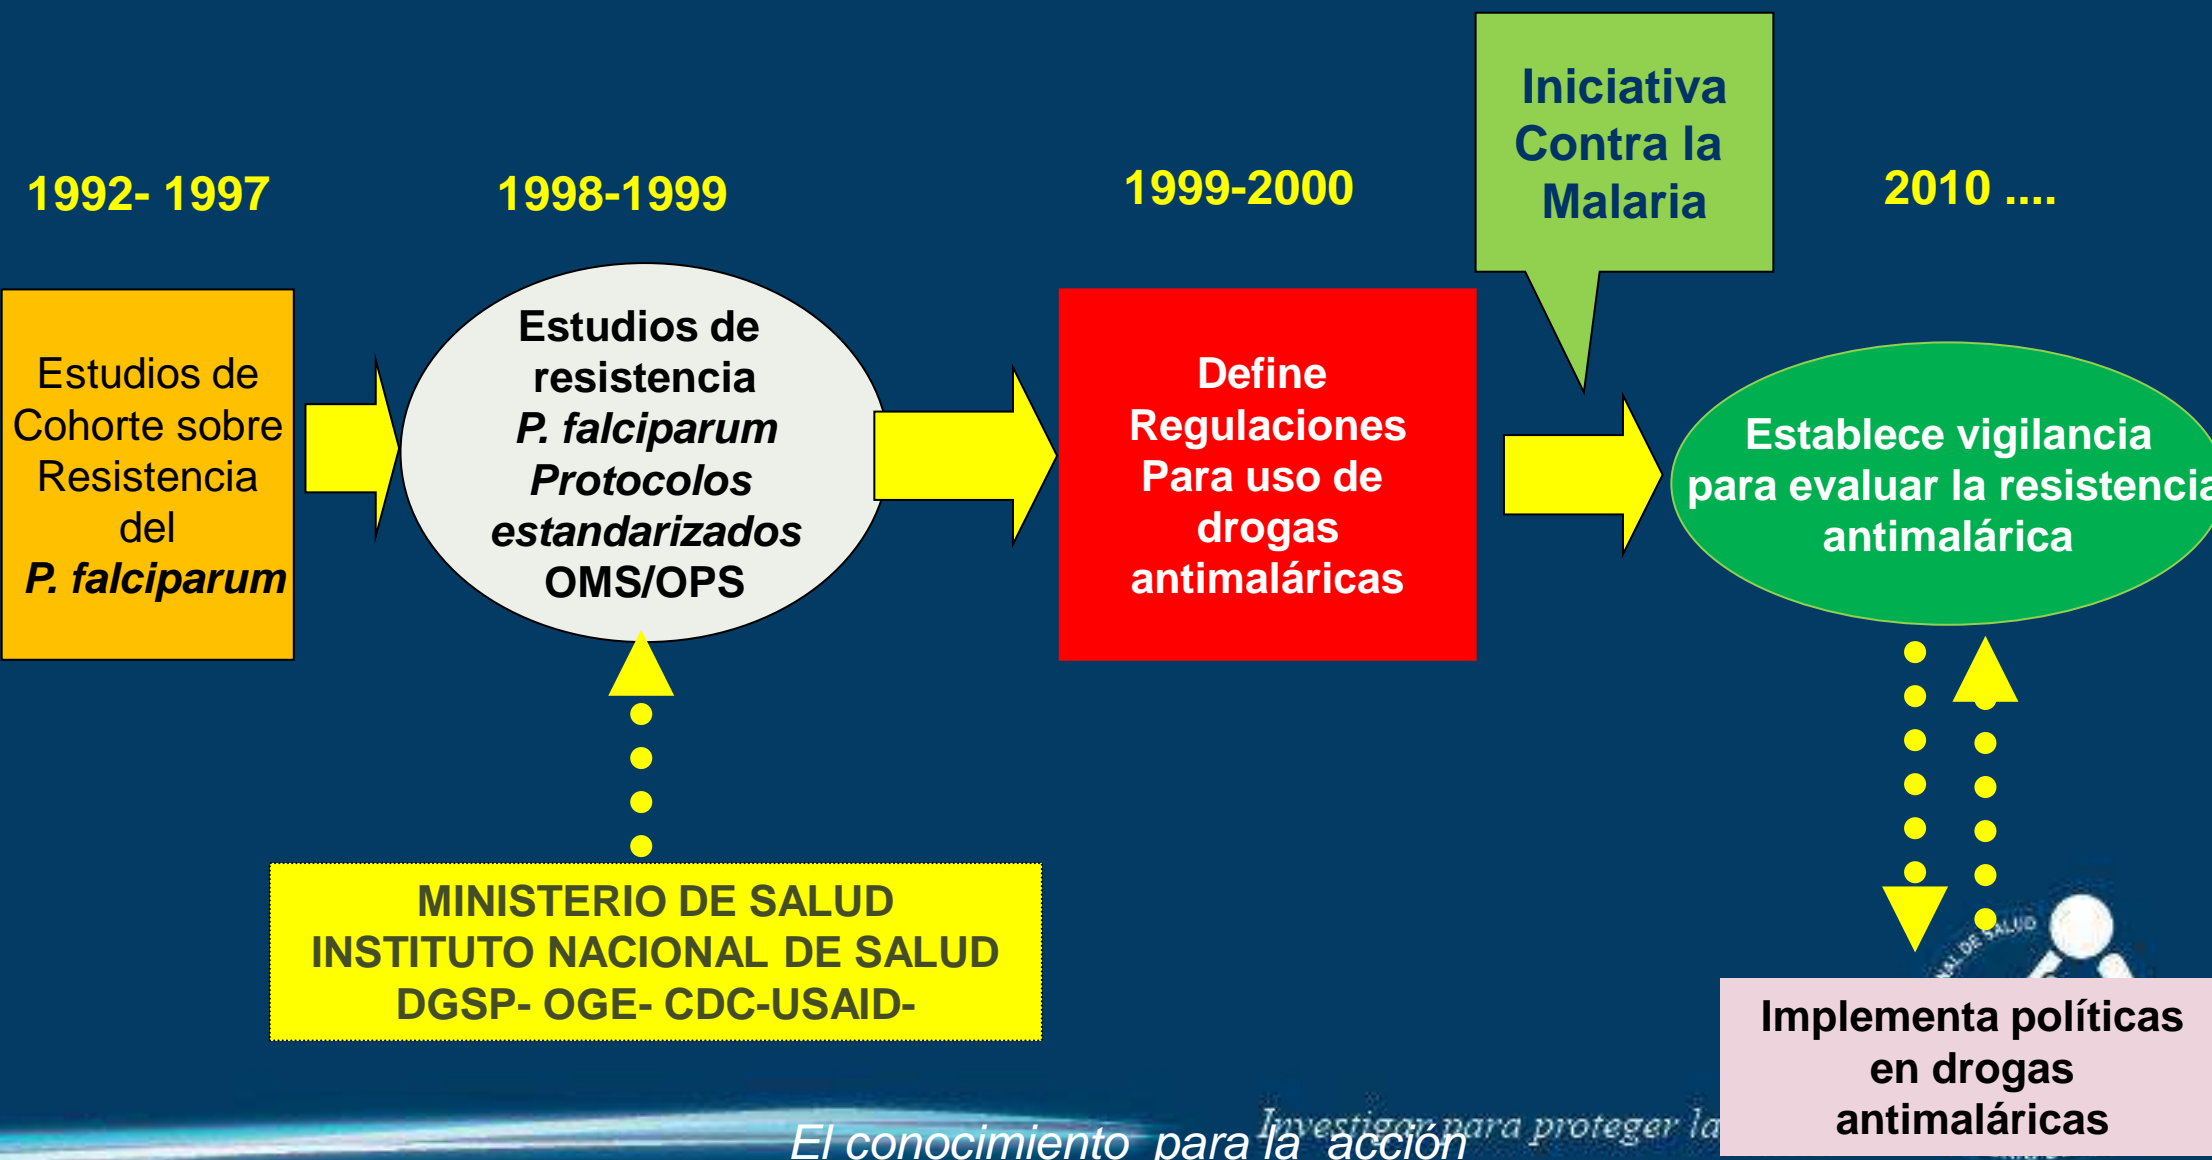 1992- 1997
Estudios de
Cohorte sobre
Resistencia
del
P. falciparum
1998-1999
Estudios de
resistencia
P. falciparum
Protocolos
estandarizados
OMS/OPS
MINISTERIO DE SALUD
INSTITUTO NACIONAL DE SALUD
DGSP- OGE- CDC-USAID-
1999-2000
Define
Regulaciones
Para uso de
drogas
antimaláricas
Iniciativa
Contra la
Malaria
2010 ....
Establece vigilancia
para evaluar la resistencia
antimalárica
DE SALUD
Implementa políticas
en drogas
antimaláricas
Investigar para proteger la
El conocimiento para la acción